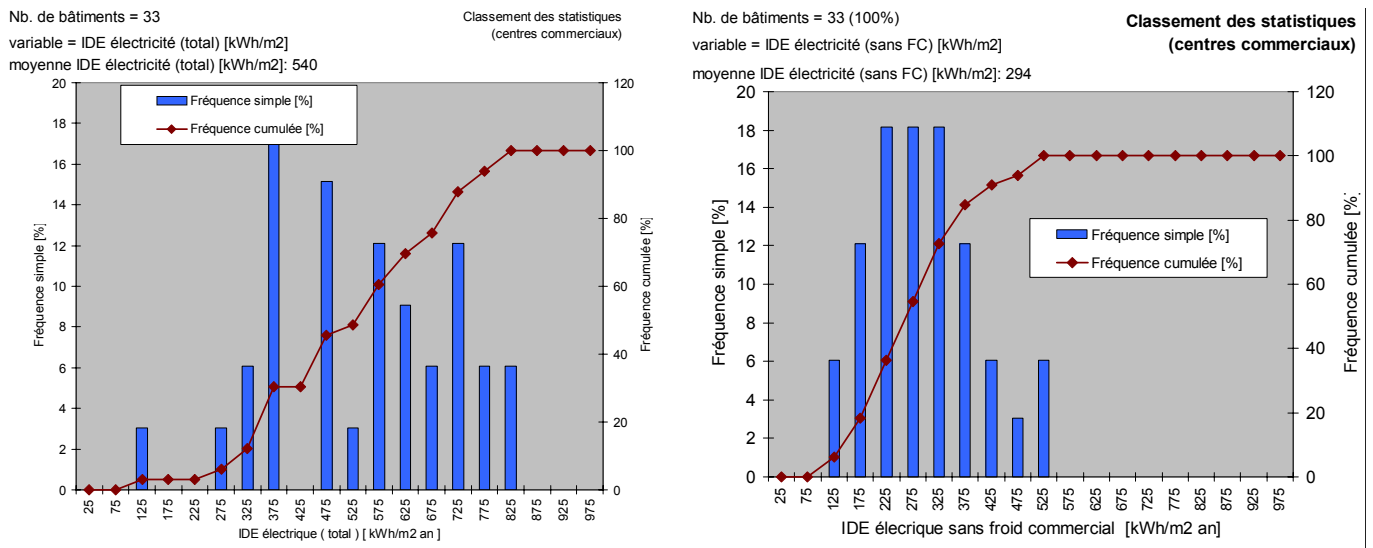 Nb. de bâtiments = 33
Classement des statistiques
(centres commerciaux)
variable = IDE électricité (total) [kWh/m2]
moyenne IDE électricité (total) [kWh/m2]: 540
20
18
16
14
12
10
8
6
4
2
0
Fréquence simple [%]
Fréquence simple [%]
Fréquence cumulée [%]
120
100
80
60
40
20
0
Fréquence cumulée [%]
25 75 125 175 225 275 325 375 425 475 525 575 625 675 725 775 825 875 925 975
IDE électrique ( total ) [ kWh/m2 an ]
Nb. de bâtiments = 33 (100%)
Classement des statistiques
(centres commerciaux)
variable = IDE électricité (sans FC) [kWh/m2]
moyenne IDE électricité (sans FC) [kWh/m2]: 294
20
18
16
14
12
10
8
6
4
2
0
Fréquence simple [%]
Fréquence simple [%]
Fréquence cumulée [%]
120
100
80
60
40
20
0
Fréquence cumulée [%]
25 75 125 175 225 275 325 375 425 475 525 575 625 675 725 775 825 875 925 975
IDE élecrique sans froid commercial [kWh/m2 an]